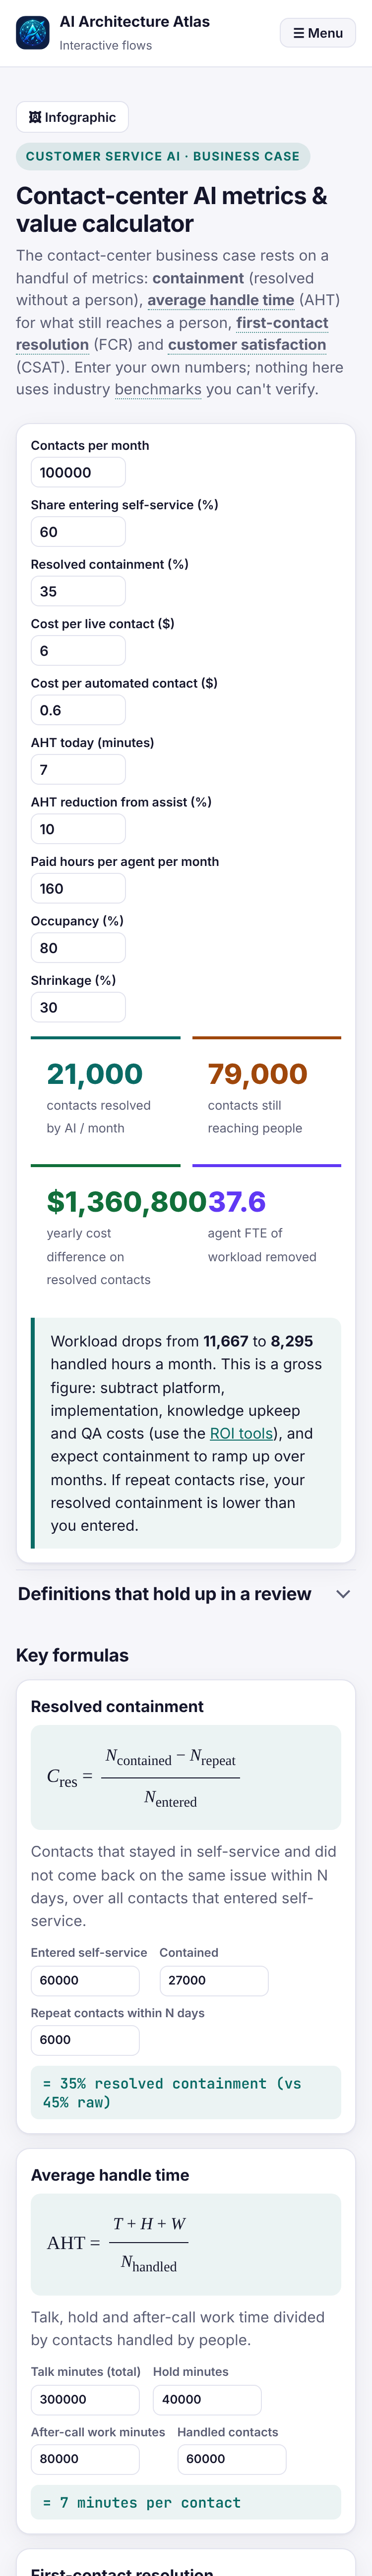 AI Architecture Atlas
Interactive flows
☰ Menu
🖼 Infographic
CUSTOMER SERVICE AI · BUSINESS CASE
Contact-center AI metrics &
value calculator
The contact-center business case rests on a
handful of metrics: containment (resolved
without a person), average handle time (AHT)
for what still reaches a person, first-contact
resolution (FCR) and customer satisfaction
(CSAT). Enter your own numbers; nothing here
uses industry benchmarks you can't verify.
Contacts per month
100000
Share entering self-service (%)
60
Resolved containment (%)
35
Cost per live contact ($)
6
Cost per automated contact ($)
0.6
AHT today (minutes)
7
AHT reduction from assist (%)
10
Paid hours per agent per month
160
Occupancy (%)
80
Shrinkage (%)
30
21,000
contacts resolved
by AI / month
79,000
contacts still
reaching people
$1,360,800
yearly cost
difference on
resolved contacts
37.6
agent FTE of
workload removed
Workload drops from 11,667 to 8,295
handled hours a month. This is a gross
figure: subtract platform,
implementation, knowledge upkeep
and QA costs (use the ROI tools), and
expect containment to ramp up over
months. If repeat contacts rise, your
resolved containment is lower than
you entered.
Definitions that hold up in a review
Key formulas
Resolved containment
C_res = (N_contained − N_repeat) / N_entered
Contacts that stayed in self-service and did
not come back on the same issue within N
days, over all contacts that entered self-
service.
Entered self-service Contained
60000 27000
Repeat contacts within N days
6000
= 35% resolved containment (vs
45% raw)
Average handle time
AHT = (T + H + W) / N_handled
Talk, hold and after-call work time divided
by contacts handled by people.
Talk minutes (total) Hold minutes
300000 40000
After-call work minutes Handled contacts
80000 60000
= 7 minutes per contact
First-contact resolution